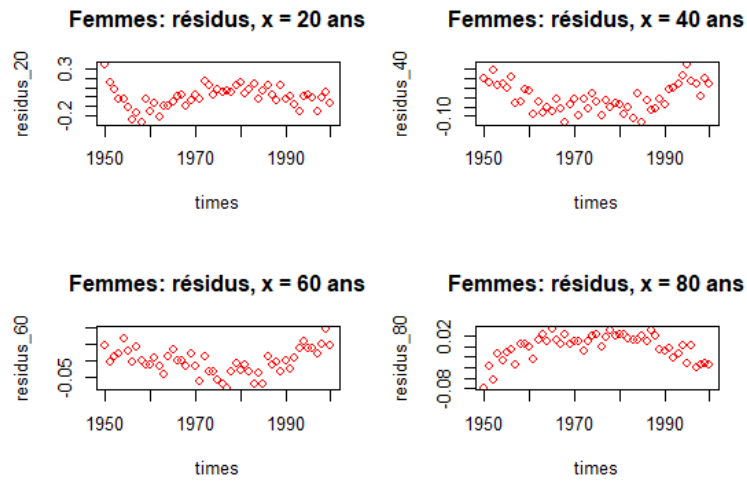 Femmes: résidus, x = 20 ans
residus_20
-0.2
0.3
1950
1970
1990
times
Femmes: résidus, x = 40 ans
residus_40
-0.10
1950
1970
1990
times
Femmes: résidus, x = 60 ans
residus_60
-0.05
1950
1970
1990
times
Femmes: résidus, x = 80 ans
residus_80
-0.08
0.02
1950
1970
1990
times